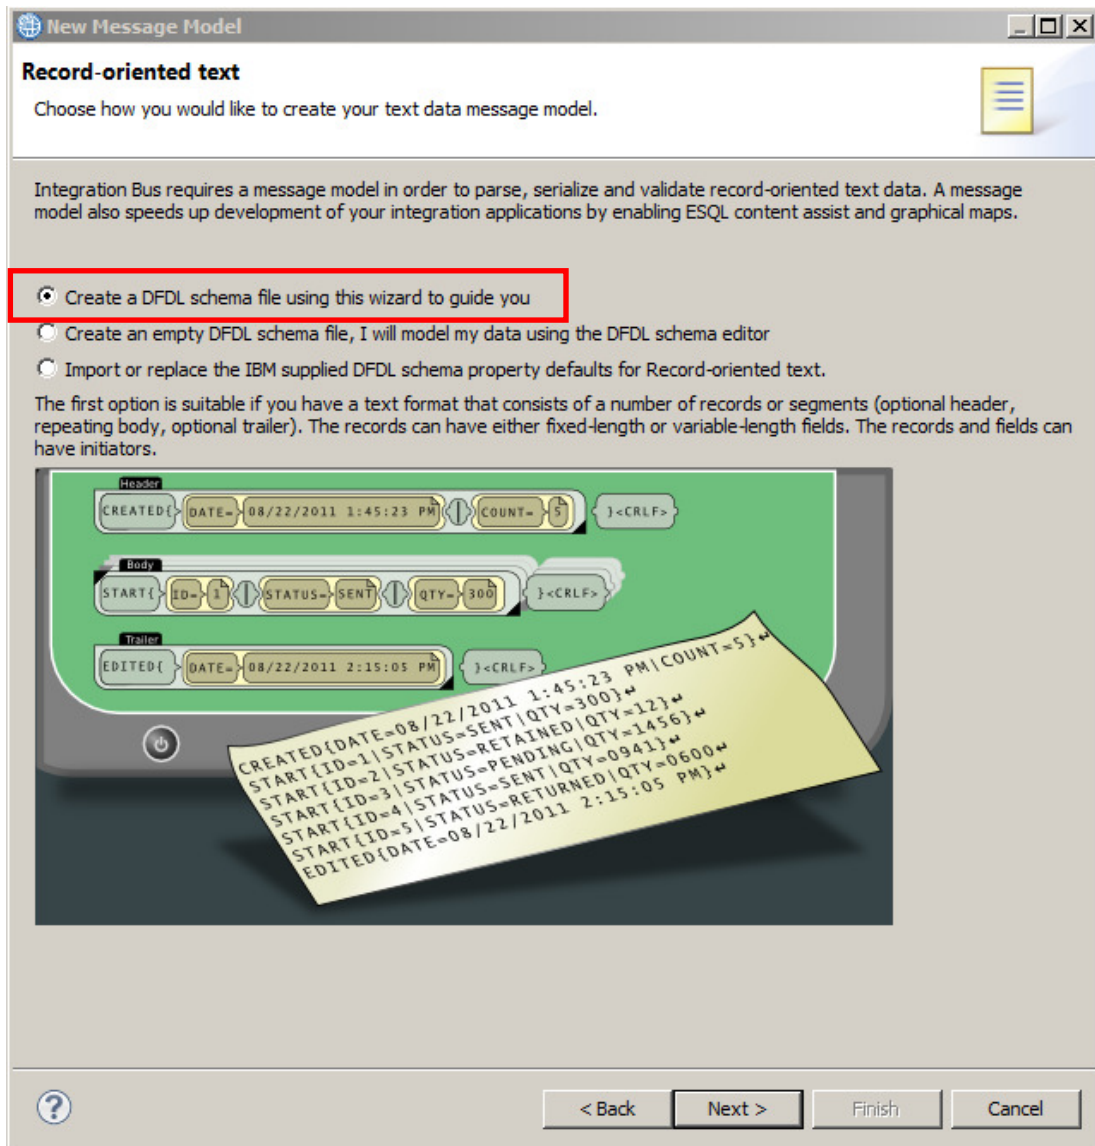 New Message Model
Record-oriented text
Choose how you would like to create your text data message model.
Integration Bus requires a message model in order to parse, serialize and validate record-oriented text data. A message
model also speeds up development of your integration applications by enabling ESQL content assist and graphical maps.
Create a DFDL schema file using this wizard to guide you
Create an empty DFDL schema file, I will model my data using the DFDL schema editor
Import or replace the IBM supplied DFDL schema property defaults for Record-oriented text.
The first option is suitable if you have a text format that consists of a number of records or segments (optional header,
repeating body, optional trailer). The records can have either fixed-length or variable-length fields. The records and fields can
have initiators.
Header
CREATED{ DATE= 08/22/2011 1:45:23 PM | COUNT= 5 }<CRLF>
Body
START{ ID= 1 | STATUS= SENT | QTY= 300 }<CRLF>
Trailer
EDITED{ DATE= 08/22/2011 2:15:05 PM }<CRLF>
CREATED{DATE=08/22/2011 1:45:23 PM|COUNT=5}↵
START{ID=1|STATUS=SENT|QTY=300}↵
START{ID=2|STATUS=RETAINED|QTY=12}↵
START{ID=3|STATUS=PENDING|QTY=1456}↵
START{ID=4|STATUS=SENT|QTY=0941}↵
START{ID=5|STATUS=RETURNED|QTY=0600↵
EDITED{DATE=08/22/2011 2:15:05 PM}↵
?
< Back Next > Finish Cancel